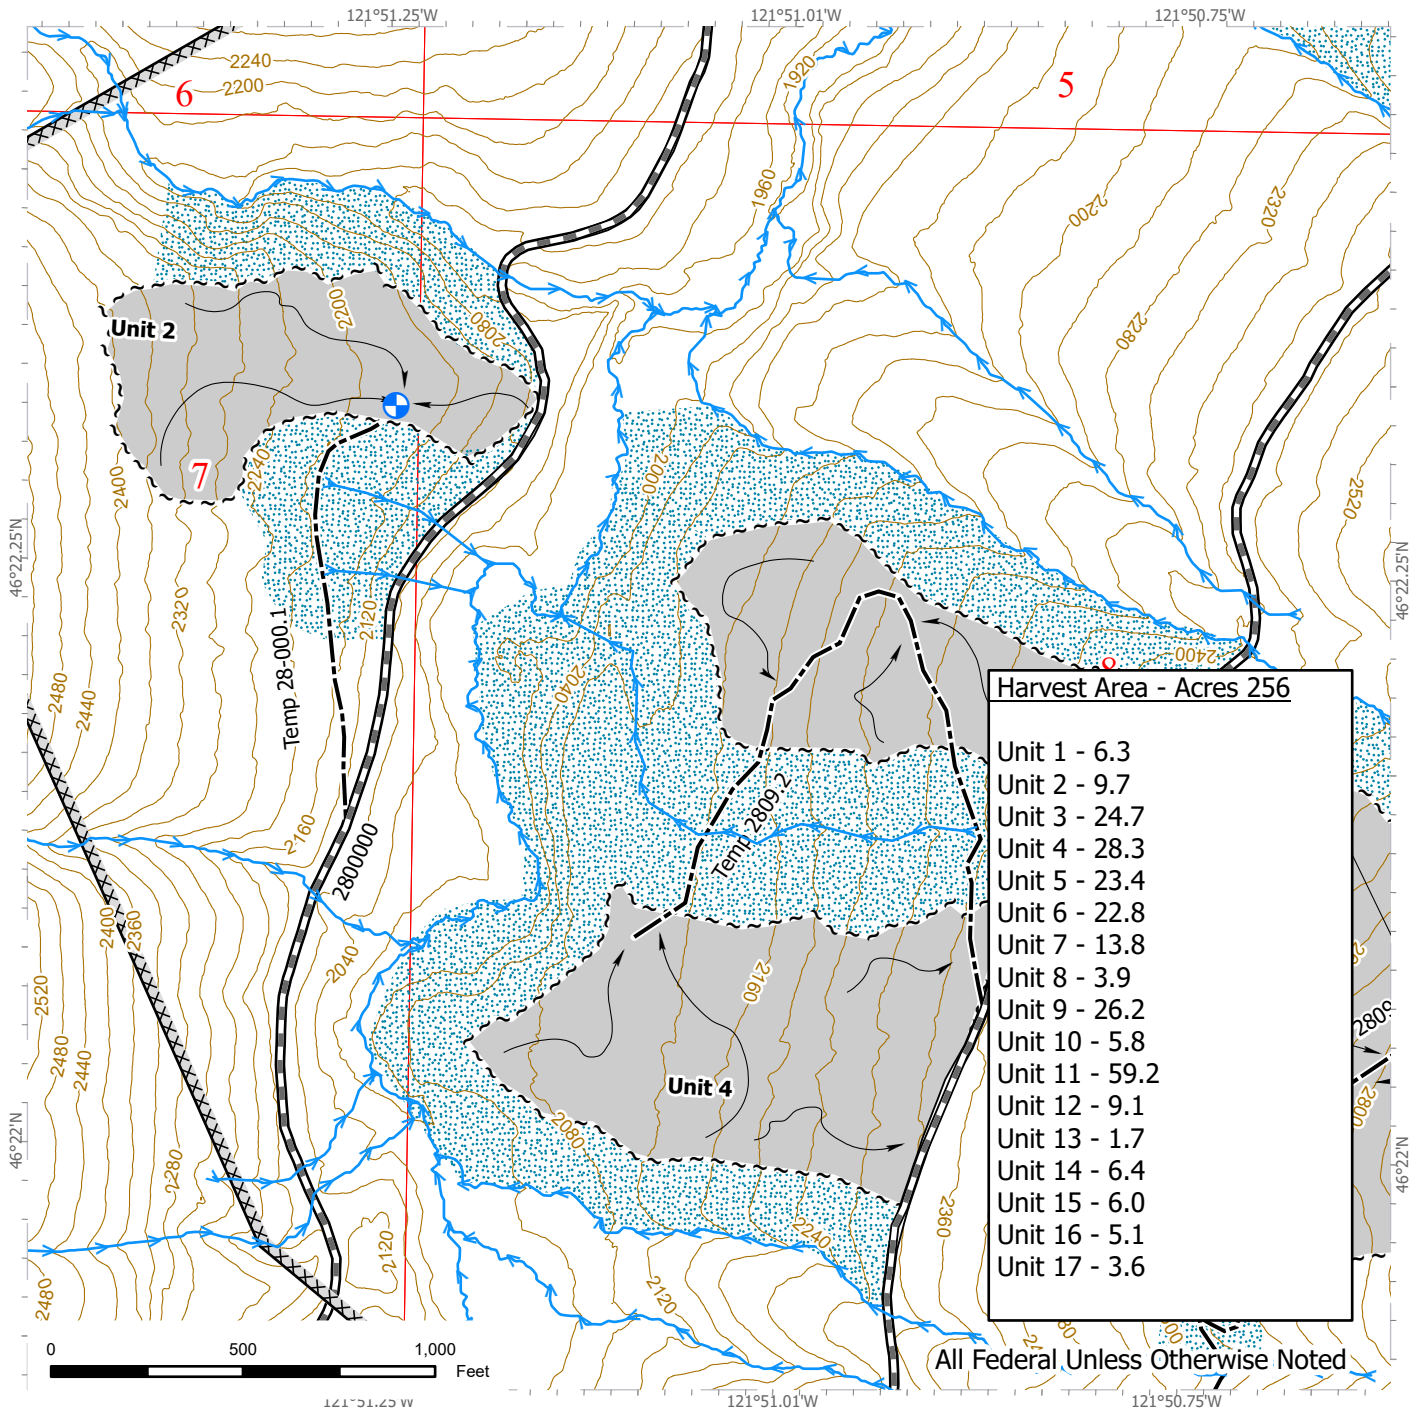 121°51.25'W
121°51.01'W
121°50.75'W
2240
2200
6
5
1920
1960
2200
2320
2280
2200
2080
Unit 2
7
2400
2240
2000
2520
46°22.25'N
46°22.25'N
2320
2120
Temp 28-000.1
2040
2400
2480
2440
2160
2800000
Temp 2809.2
2400
2360
2040
2520
2480
2440
2160
Unit 4
2080
2280
2120
2480
2240
2120
2360
46°22'N
46°22'N
Harvest Area - Acres 256
Unit 1 - 6.3
Unit 2 - 9.7
Unit 3 - 24.7
Unit 4 - 28.3
Unit 5 - 23.4
Unit 6 - 22.8
Unit 7 - 13.8
Unit 8 - 3.9
Unit 9 - 26.2
Unit 10 - 5.8
Unit 11 - 59.2
Unit 12 - 9.1
Unit 13 - 1.7
Unit 14 - 6.4
Unit 15 - 6.0
Unit 16 - 5.1
Unit 17 - 3.6
2809
2800
0 500 1,000
Feet
All Federal Unless Otherwise Noted
121°51.25'W
121°51.01'W
121°50.75'W